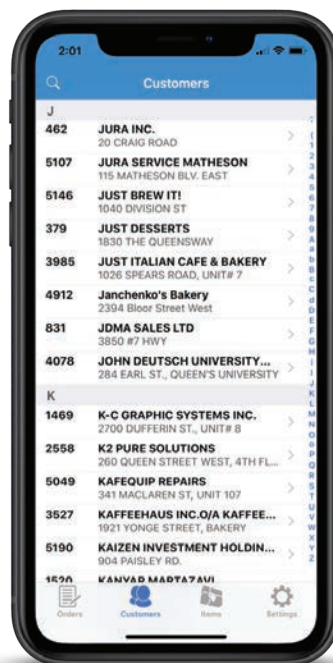 2:01
Customers
J
462 JURA INC.
20 CRAIG ROAD
5107 JURA SERVICE MATHESON
115 MATHESON BLV. EAST
5146 JUST BREW IT!
1040 DIVISION ST
379 JUST DESSERTS
1830 THE QUEENSWAY
3985 JUST ITALIAN CAFE & BAKERY
1026 SPEARS ROAD, UNIT# 7
4912 Janchenko's Bakery
2394 Bloor Street West
831 JDMA SALES LTD
3850 #7 HWY
4078 JOHN DEUTSCH UNIVERSITY...
284 EARL ST., QUEEN'S UNIVERSITY
K
1469 K-C GRAPHIC SYSTEMS INC.
2700 DUFFERIN ST., UNIT# 8
2558 K2 PURE SOLUTIONS
260 QUEEN STREET WEST, 4TH FL...
5049 KAFEQUIP REPAIRS
341 MACLAREN ST, UNIT 107
3527 KAFFEEHAUS INC.O/A KAFFEE...
1921 YONGE STREET, BAKERY
5190 KAIZEN INVESTMENT HOLDIN...
904 PAISLEY RD.
1520 KANYAR MARTAZAVI
Orders
Customers
Items
Settings